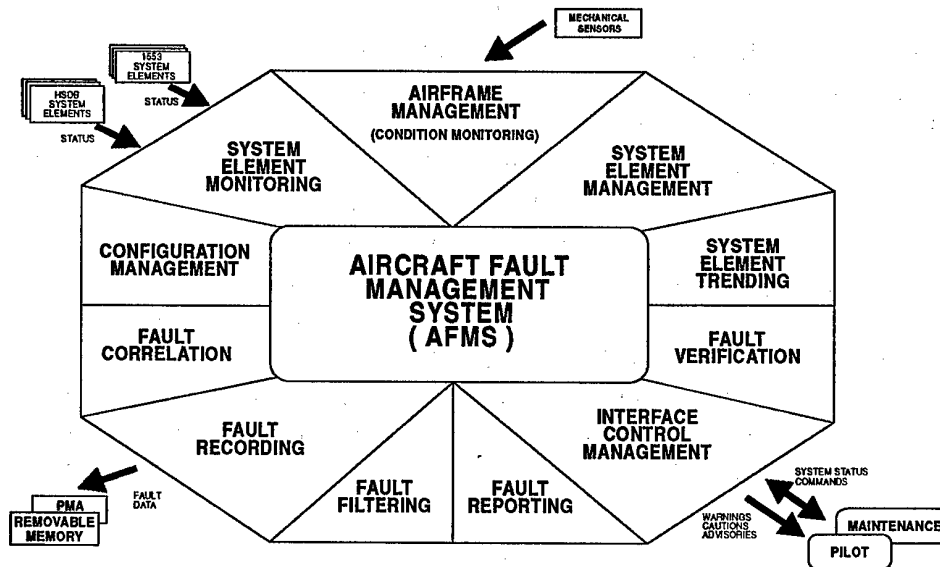 MECHANICAL
SENSORS
1553
SYSTEM
ELEMENTS
HSDB
SYSTEM
ELEMENTS
STATUS
STATUS
AIRFRAME
MANAGEMENT
(CONDITION MONITORING)
SYSTEM
ELEMENT
MONITORING
SYSTEM
ELEMENT
MANAGEMENT
CONFIGURATION
MANAGEMENT
AIRCRAFT FAULT
MANAGEMENT
SYSTEM
( AFMS )
SYSTEM
ELEMENT
TRENDING
FAULT
CORRELATION
FAULT
VERIFICATION
FAULT
RECORDING
INTERFACE
CONTROL
MANAGEMENT
FAULT
FILTERING
FAULT
REPORTING
FAULT
DATA
PMA
REMOVABLE
MEMORY
SYSTEM STATUS
COMMANDS
WARNINGS
CAUTIONS
ADVISORIES
MAINTENANCE
PILOT